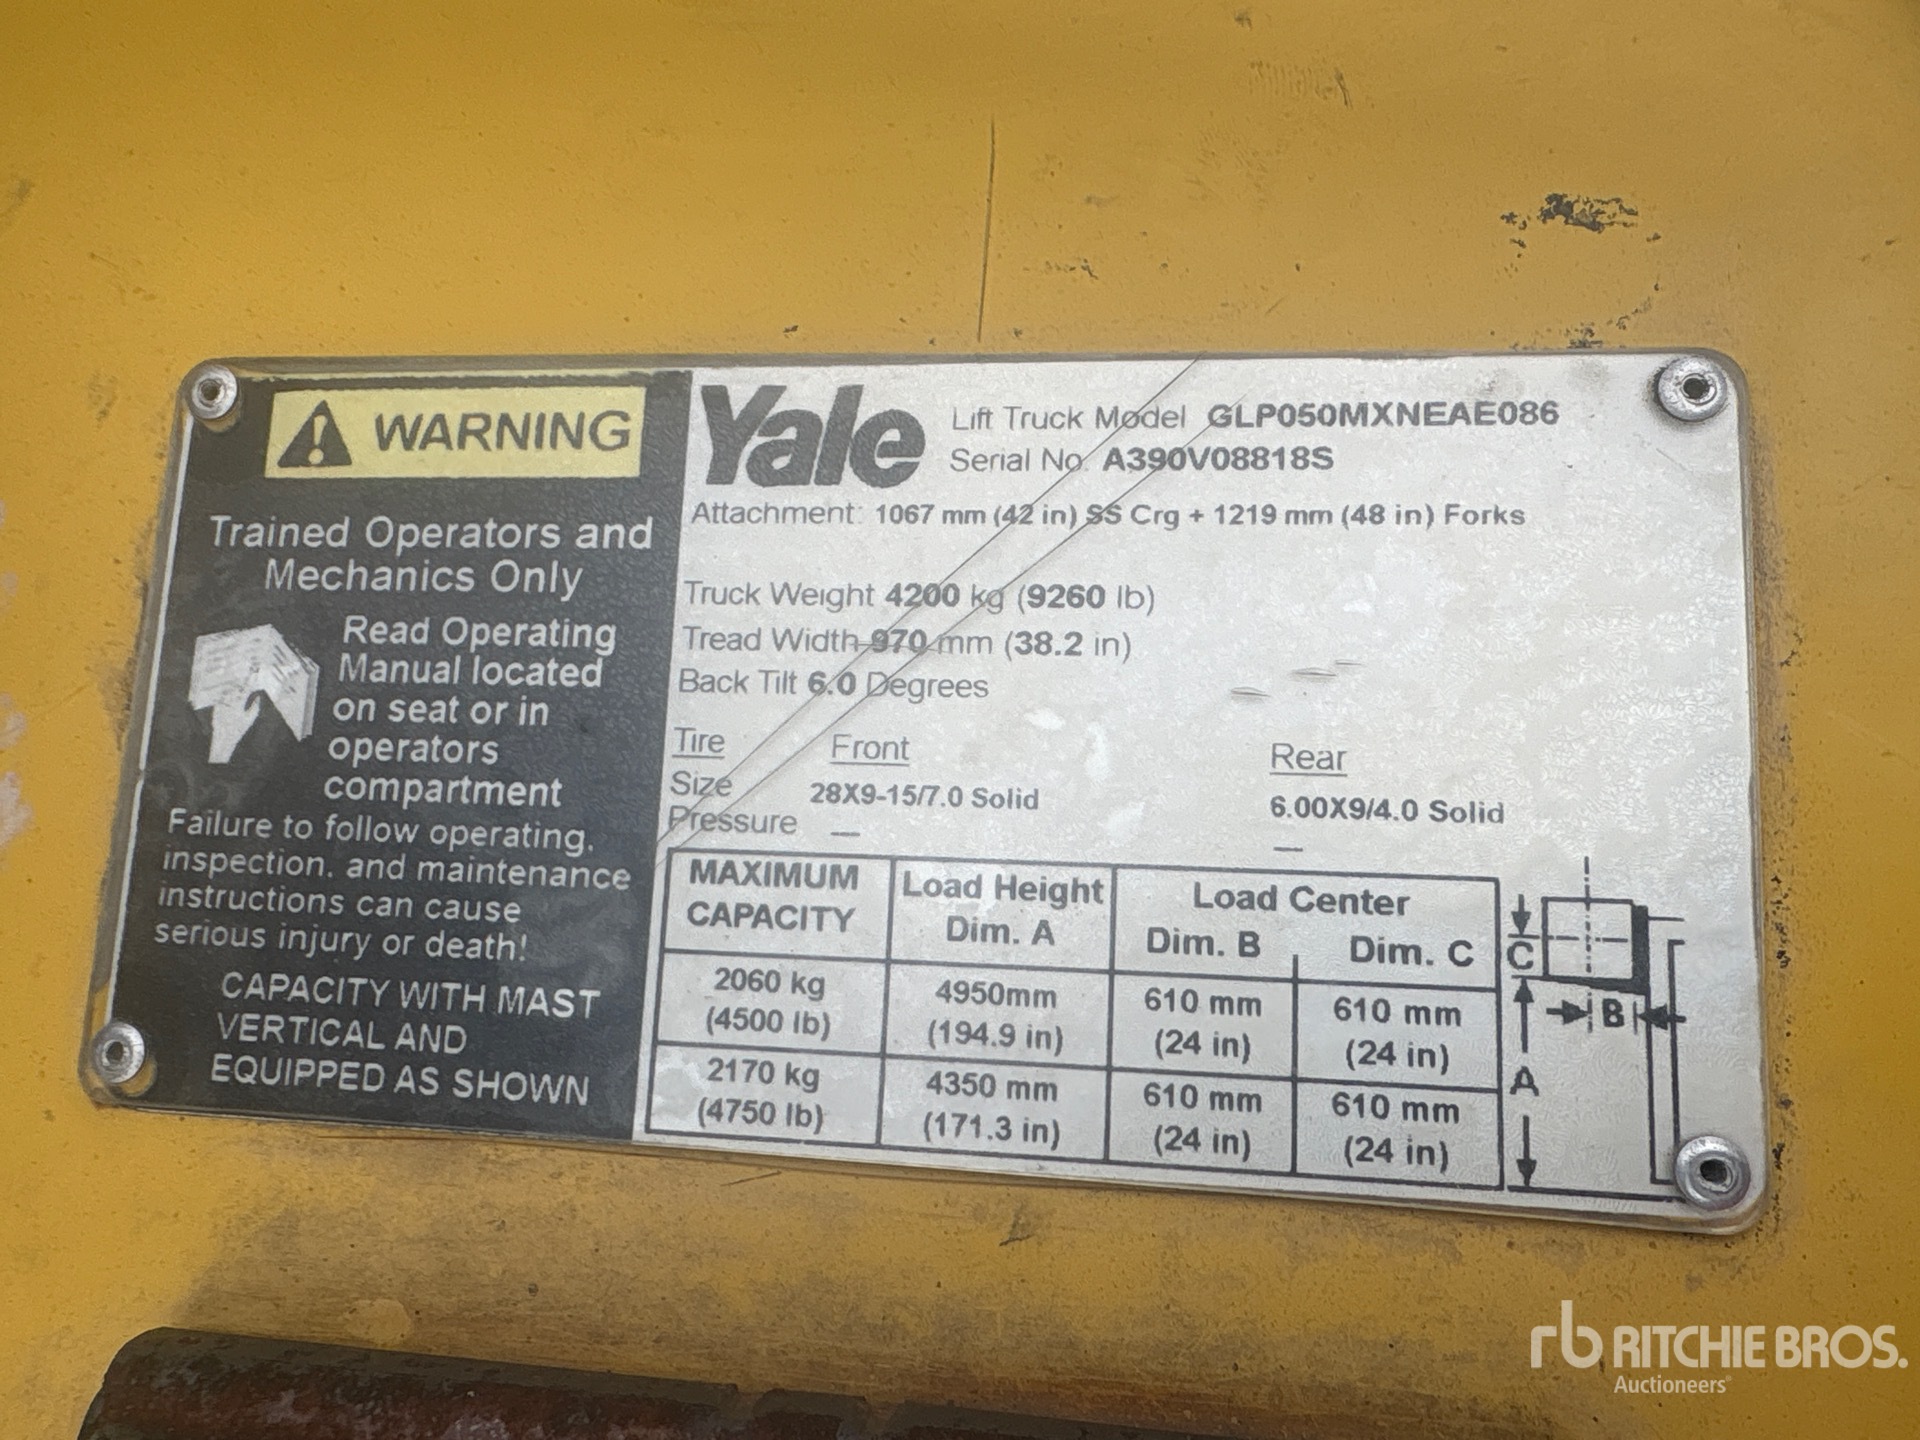 WARNING
Trained Operators and
Mechanics Only
Read Operating
Manual located
on seat or in
operators
compartment
Failure to follow operating,
inspection, and maintenance
instructions can cause
serious injury or death!
CAPACITY WITH MAST
VERTICAL AND
EQUIPPED AS SHOWN
Yale
Lift Truck Model GLP050MXNEAE086
Serial No. A390V08818S
Attachment: 1067 mm (42 in) SS Crg + 1219 mm (48 in) Forks
Truck Weight 4200 kg (9260 lb)
Tread Width 970 mm (38.2 in)
Back Tilt 6.0 Degrees
Tire Front Rear
Size 28X9-15/7.0 Solid 6.00X9/4.0 Solid
Pressure — —
MAXIMUM CAPACITY Load Height Dim. A Load Center Dim. B Dim. C
2060 kg 4950mm 610 mm 610 mm
(4500 lb) (194.9 in) (24 in) (24 in)
2170 kg 4350 mm 610 mm 610 mm
(4750 lb) (171.3 in) (24 in) (24 in)
C
B
A
rb RITCHIE BROS.
Auctioneers